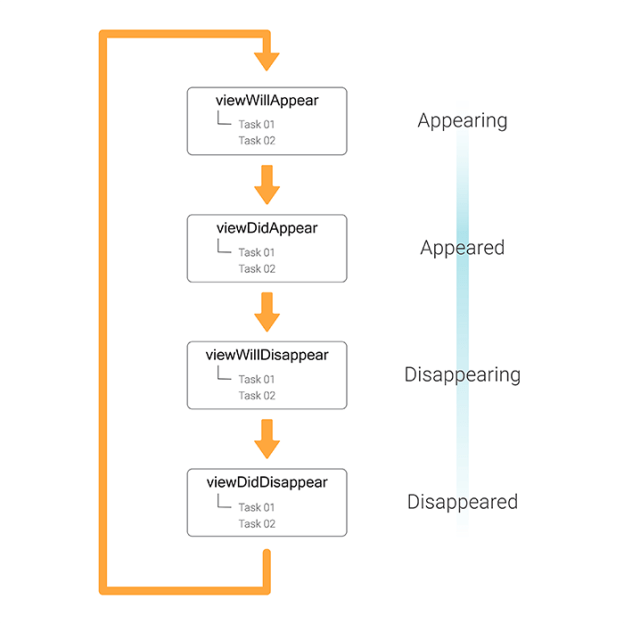 viewWillAppear
Task 01
Task 02
Appearing
viewDidAppear
Task 01
Task 02
Appeared
viewWillDisappear
Task 01
Task 02
Disappearing
viewDidDisappear
Task 01
Task 02
Disappeared